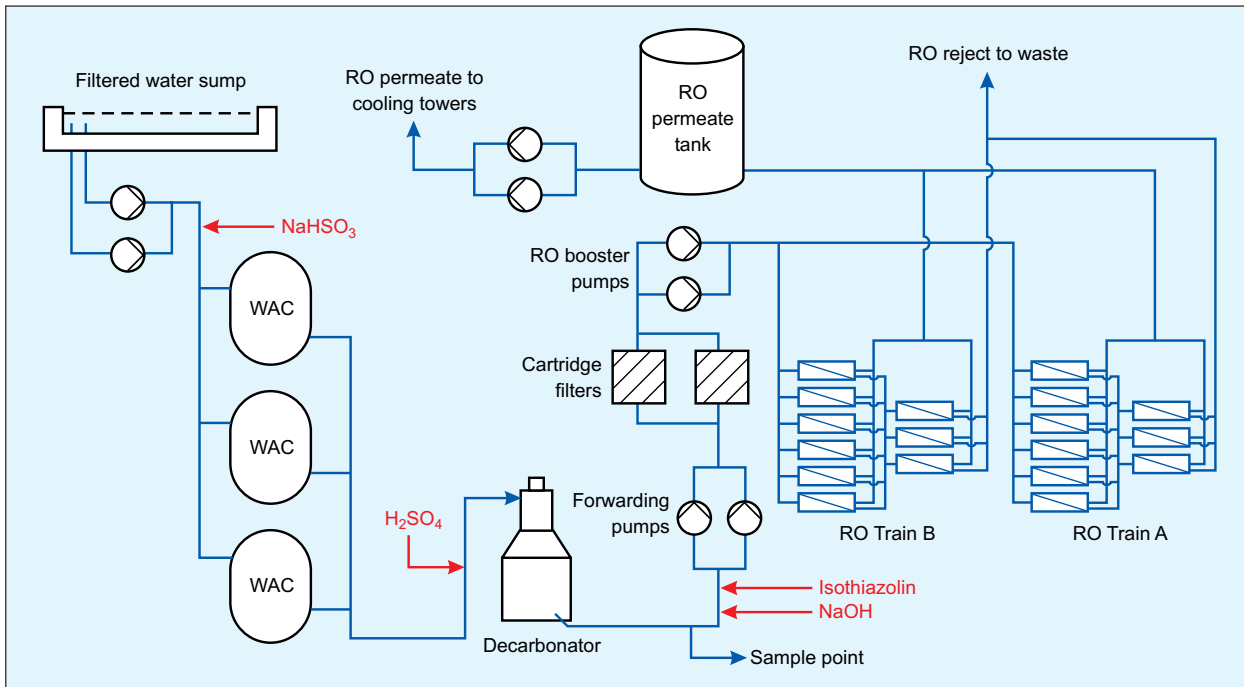 Filtered water sump
RO permeate to
cooling towers
RO
permeate
tank
RO reject to waste
NaHSO₃
WAC
RO booster
pumps
Cartridge
filters
WAC
H₂SO₄
Forwarding
pumps
RO Train B
RO Train A
WAC
Isothiazolin
NaOH
Decarbonator
Sample point